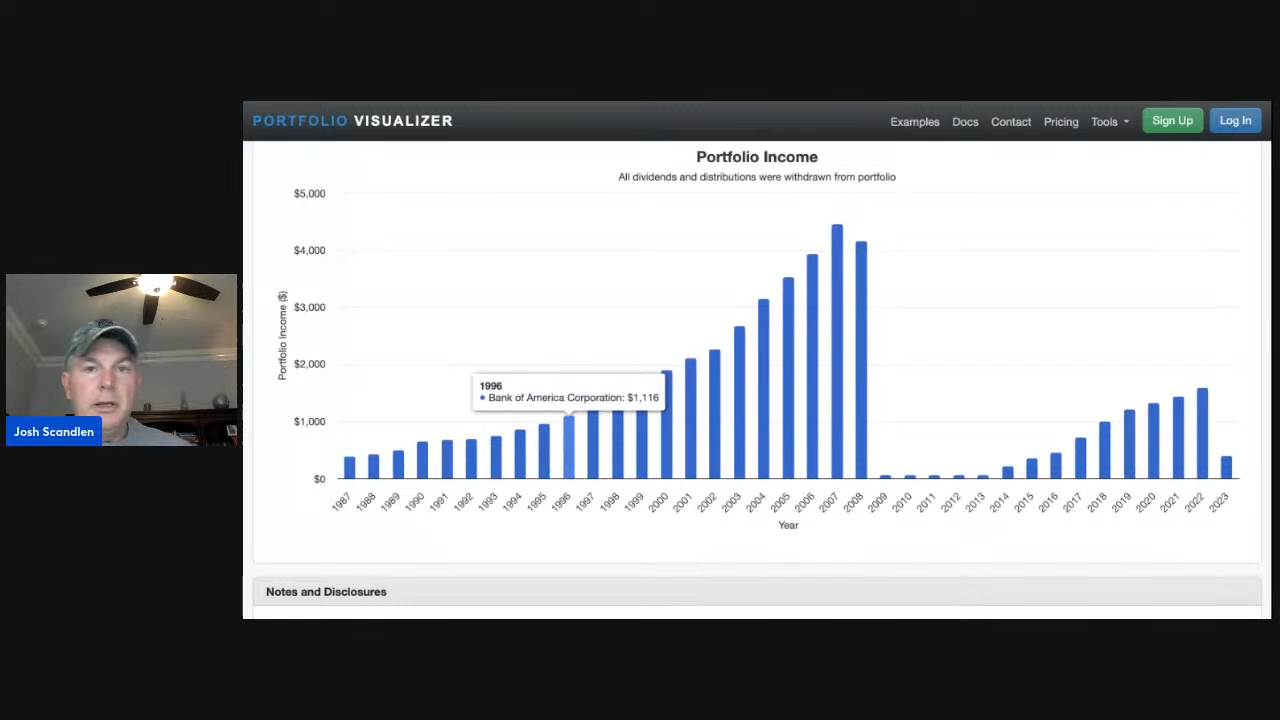 PORTFOLIO VISUALIZER
Examples Docs Contact Pricing Tools Sign Up Log In
Portfolio Income
All dividends and distributions were withdrawn from portfolio
Portfolio Income ($)
$5,000
$4,000
$3,000
$2,000
$1,000
$0
1996
Bank of America Corporation: $1,116
1987 1988 1989 1990 1991 1992 1993 1994 1995 1996 1997 1998 1999 2000 2001 2002 2003 2004 2005 2006 2007 2008 2009 2010 2011 2012 2013 2014 2015 2016 2017 2018 2019 2020 2021 2022 2023
Year
Josh Scandlen
Notes and Disclosures